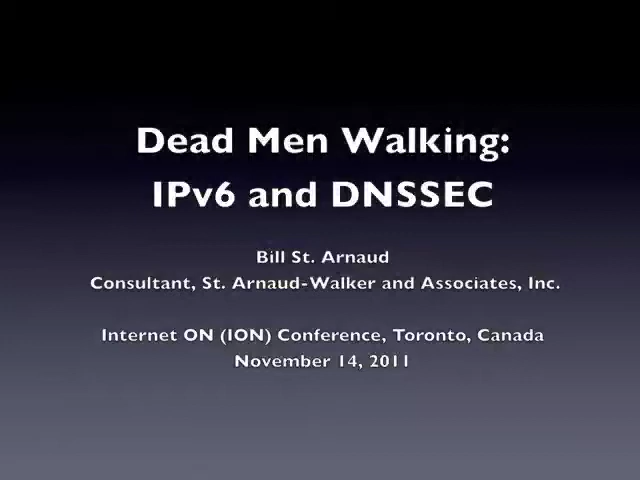 Dead Men Walking:
IPv6 and DNSSEC
Bill St. Arnaud
Consultant, St. Arnaud-Walker and Associates, Inc.
Internet ON (ION) Conference, Toronto, Canada
November 14, 2011